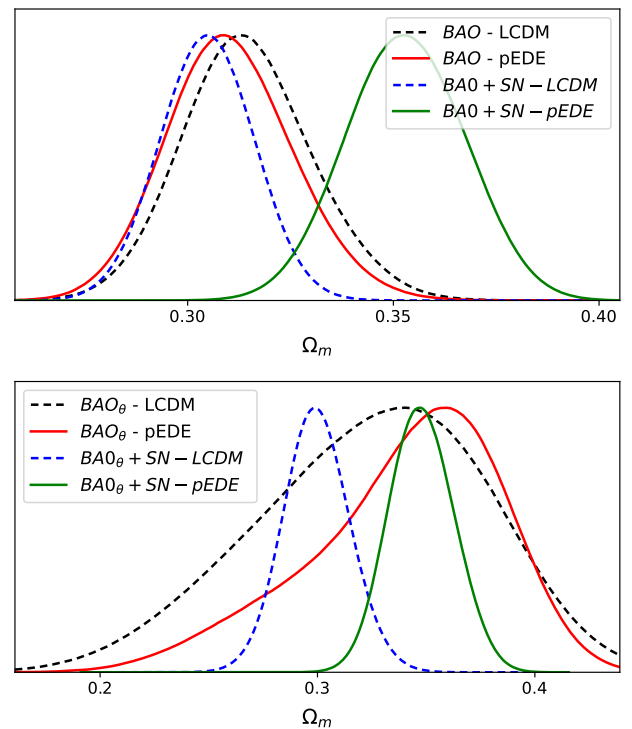 BAO - LCDM
BAO - pEDE
BA0 + SN − LCDM
BA0 + SN − pEDE
0.30 0.35 0.40
Ωm
BAOθ - LCDM
BAOθ - pEDE
BA0θ + SN − LCDM
BA0θ + SN − pEDE
0.2 0.3 0.4
Ωm